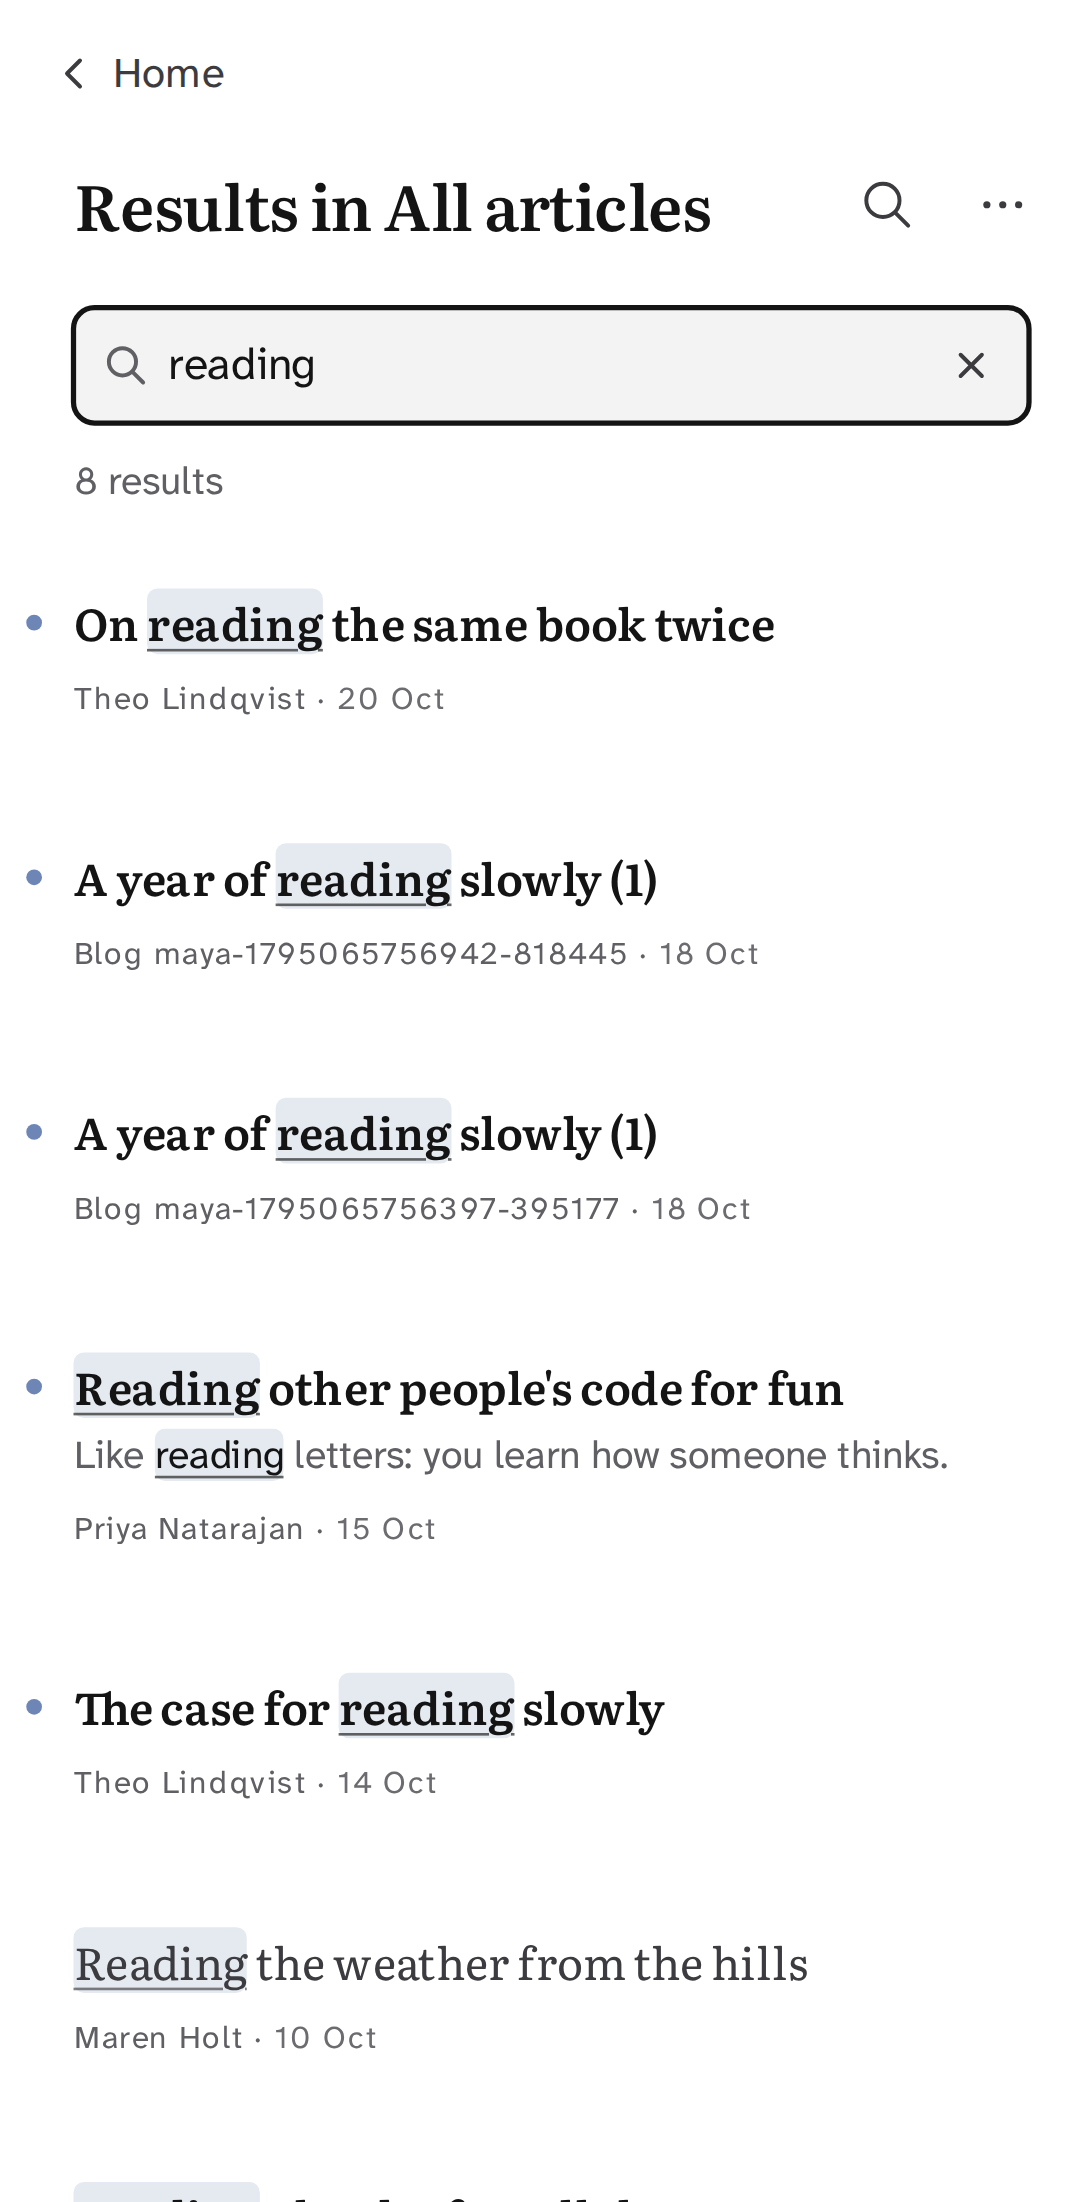 Home
Results in All articles
reading
8 results
On reading the same book twice
Theo Lindqvist · 20 Oct
A year of reading slowly (1)
Blog maya-1795065756942-818445 · 18 Oct
A year of reading slowly (1)
Blog maya-1795065756397-395177 · 18 Oct
Reading other people's code for fun
Like reading letters: you learn how someone thinks.
Priya Natarajan · 15 Oct
The case for reading slowly
Theo Lindqvist · 14 Oct
Reading the weather from the hills
Maren Holt · 10 Oct